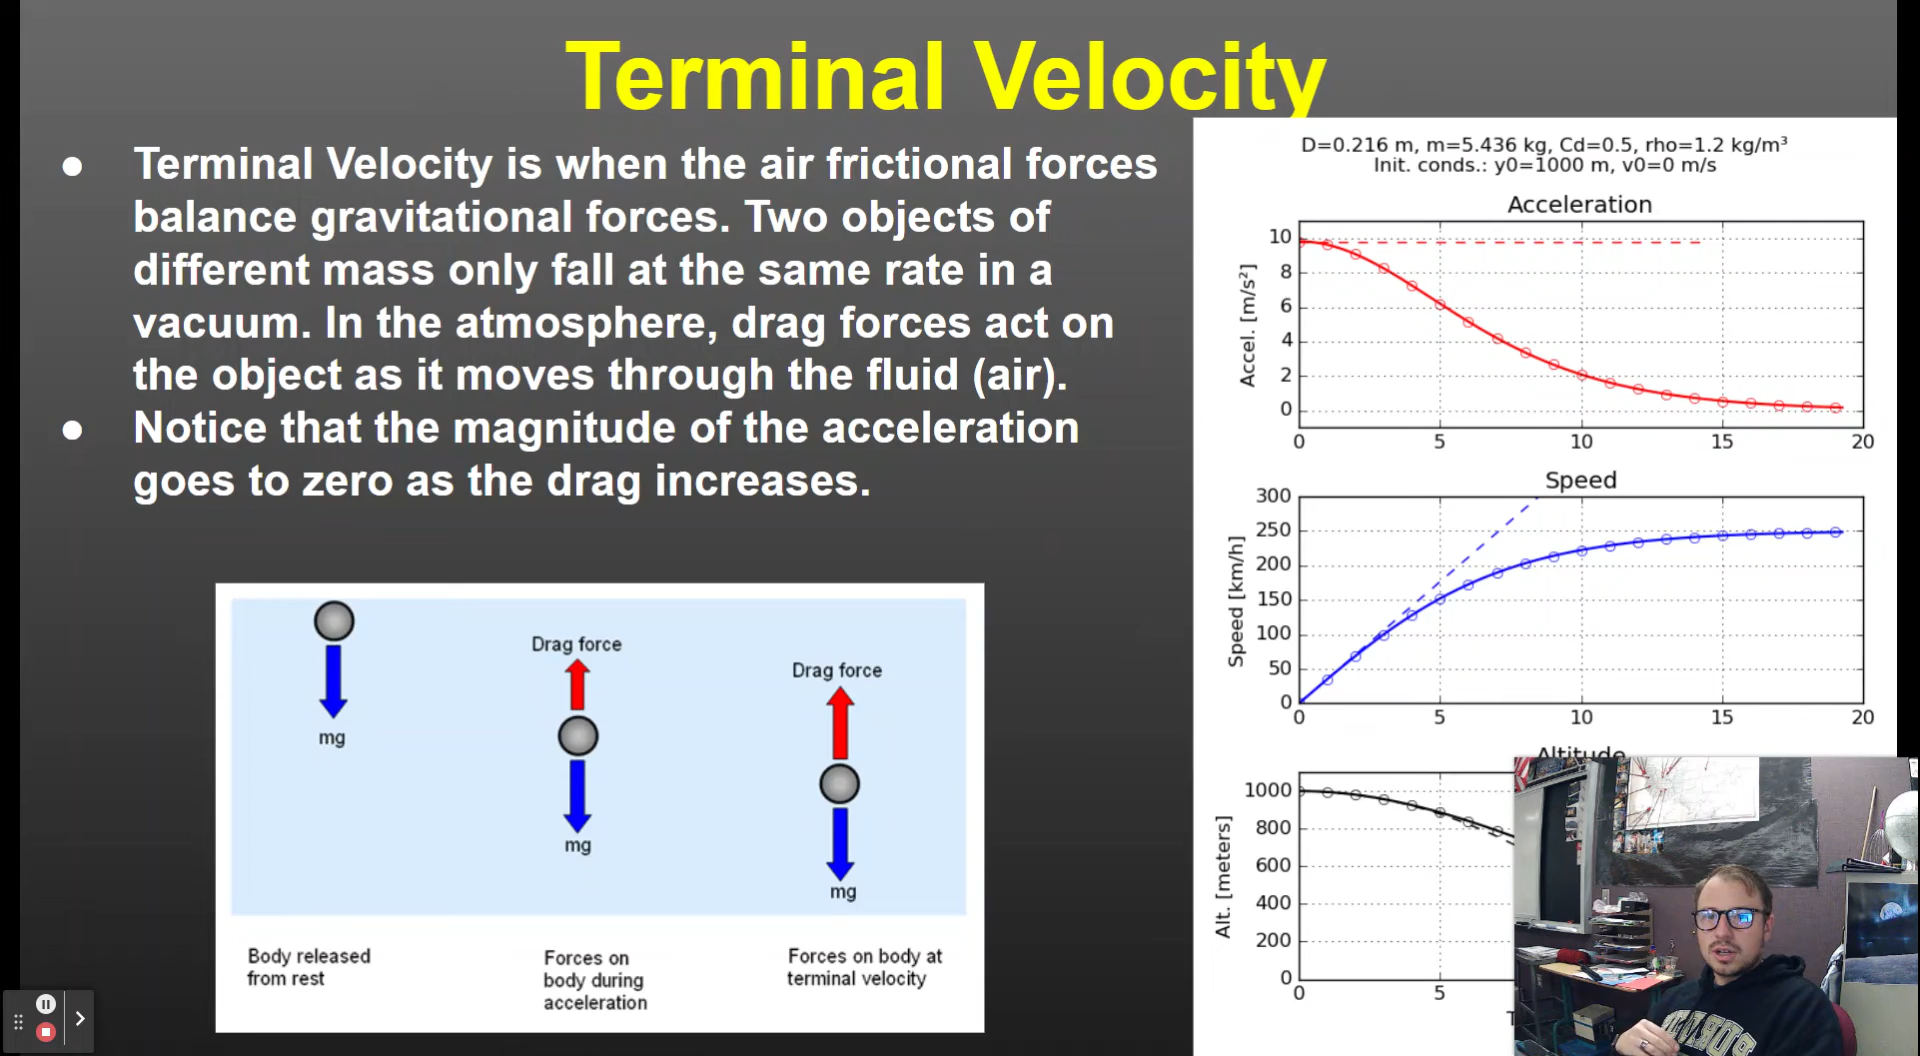 Terminal Velocity
● Terminal Velocity is when the air frictional forces
balance gravitational forces. Two objects of
different mass only fall at the same rate in a
vacuum. In the atmosphere, drag forces act on
the object as it moves through the fluid (air).
● Notice that the magnitude of the acceleration
goes to zero as the drag increases.
mg
Drag force
mg
Drag force
mg
Body released
from rest
Forces on
body during
acceleration
Forces on body at
terminal velocity
D=0.216 m, m=5.436 kg, Cd=0.5, rho=1.2 kg/m³
Init. conds.: y0=1000 m, v0=0 m/s
Acceleration
Accel. [m/s²]
10
8
6
4
2
0
0 5 10 15 20
Speed
Speed [km/h]
300
250
200
150
100
50
0
0 5 10 15 20
Altitude
Alt. [meters]
1000
800
600
400
200
0
0 5